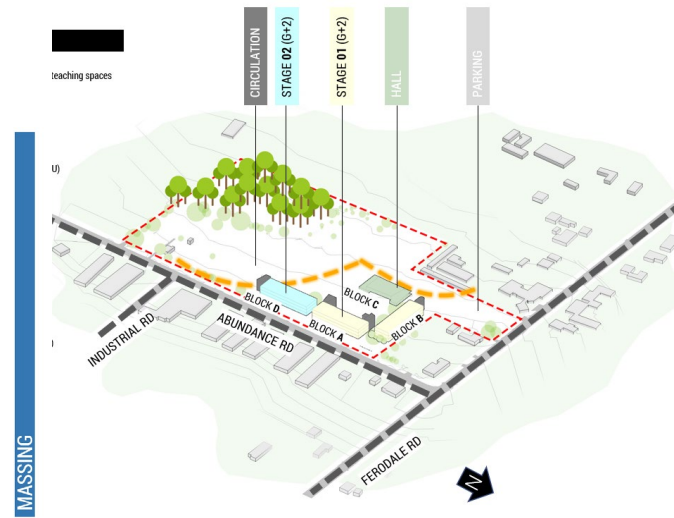 teaching spaces
U)
)
MASSING
CIRCULATION
STAGE 02 (G+2)
STAGE 01 (G+2)
HALL
PARKING
BLOCK D
BLOCK A
BLOCK C
BLOCK B
INDUSTRIAL RD
ABUNDANCE RD
FERODALE RD
N